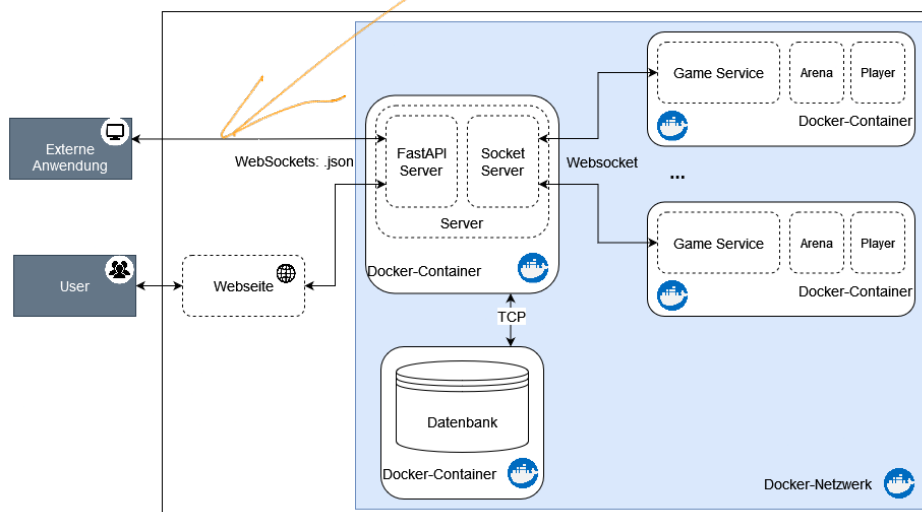 Game Service
Arena
Player
Docker-Container
Externe
Anwendung
WebSockets: .json
FastAPI
Server
Socket
Server
Server
Docker-Container
Websocket
...
Game Service
Arena
Player
Docker-Container
User
Webseite
TCP
Datenbank
Docker-Container
Docker-Netzwerk